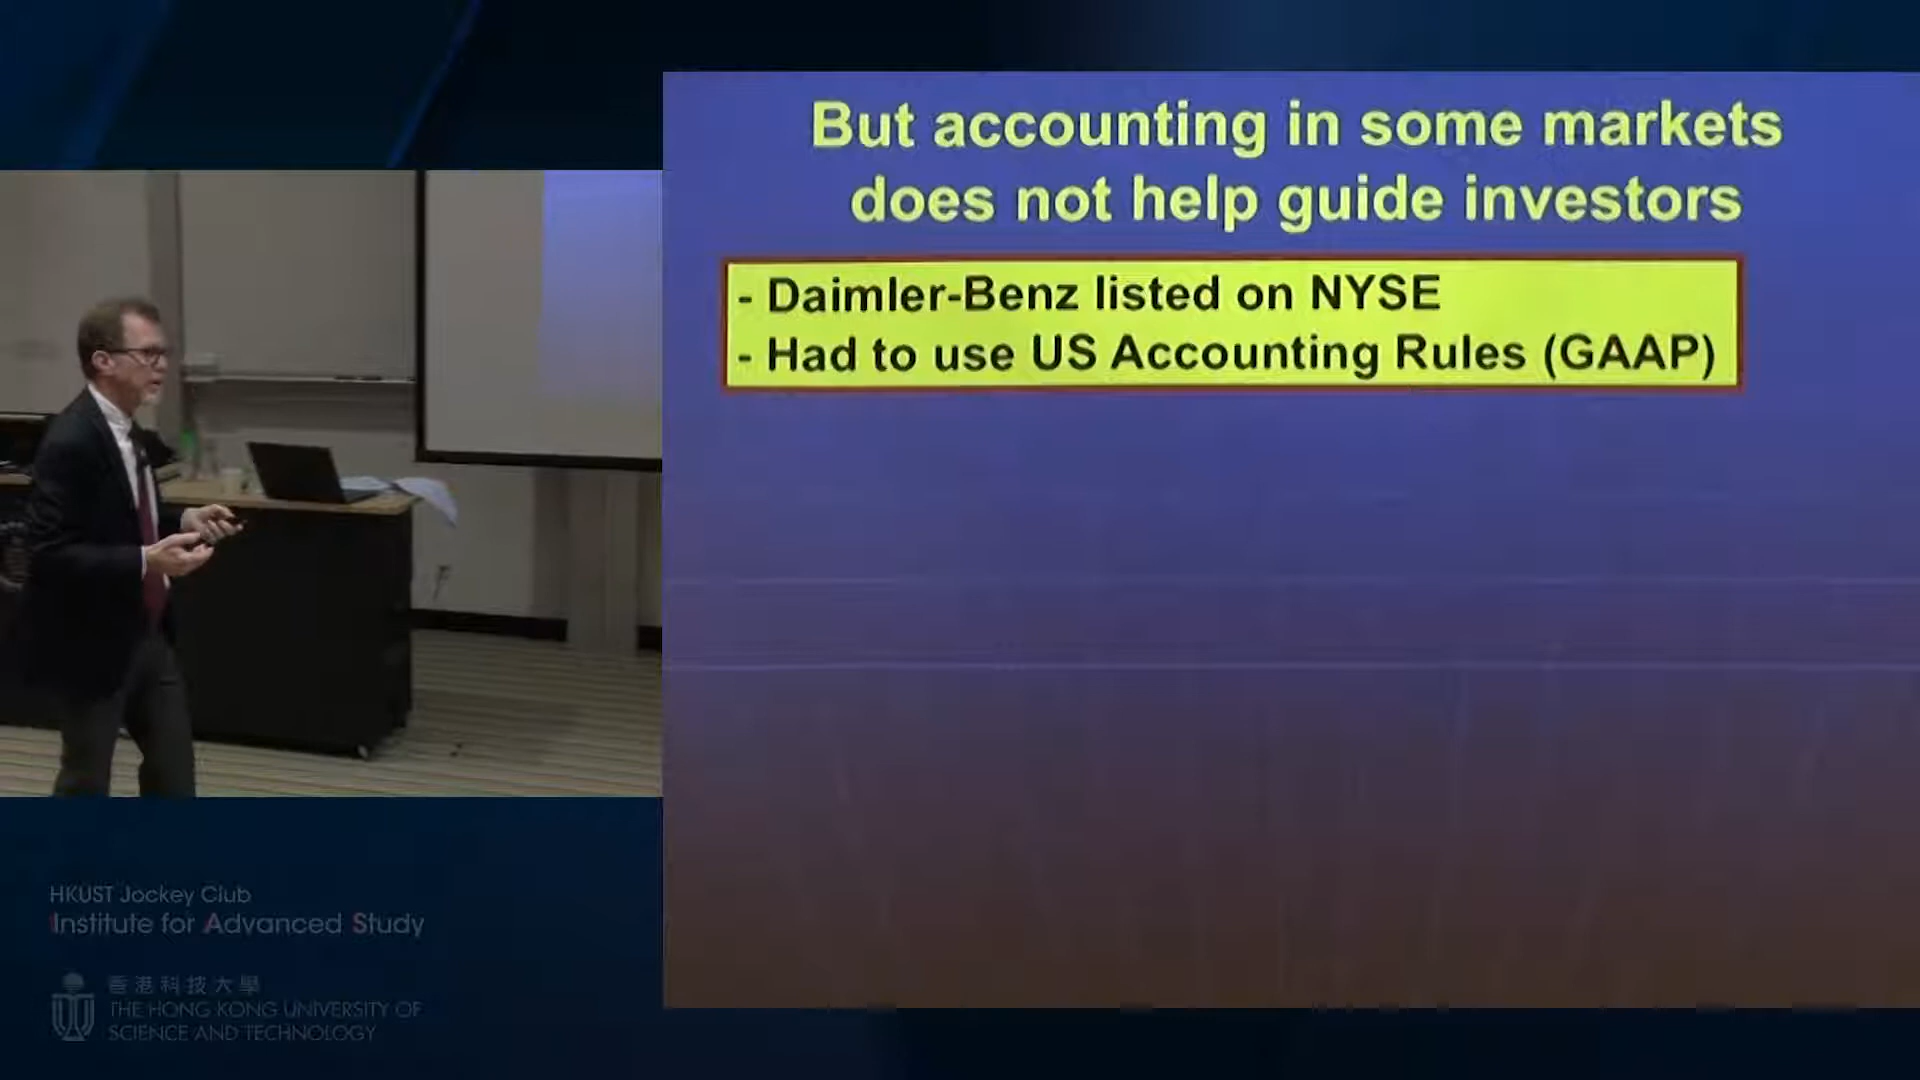 But accounting in some markets
does not help guide investors
- Daimler-Benz listed on NYSE
- Had to use US Accounting Rules (GAAP)
HKUST Jockey Club
Institute for Advanced Study
香港科技大學
THE HONG KONG UNIVERSITY OF
SCIENCE AND TECHNOLOGY